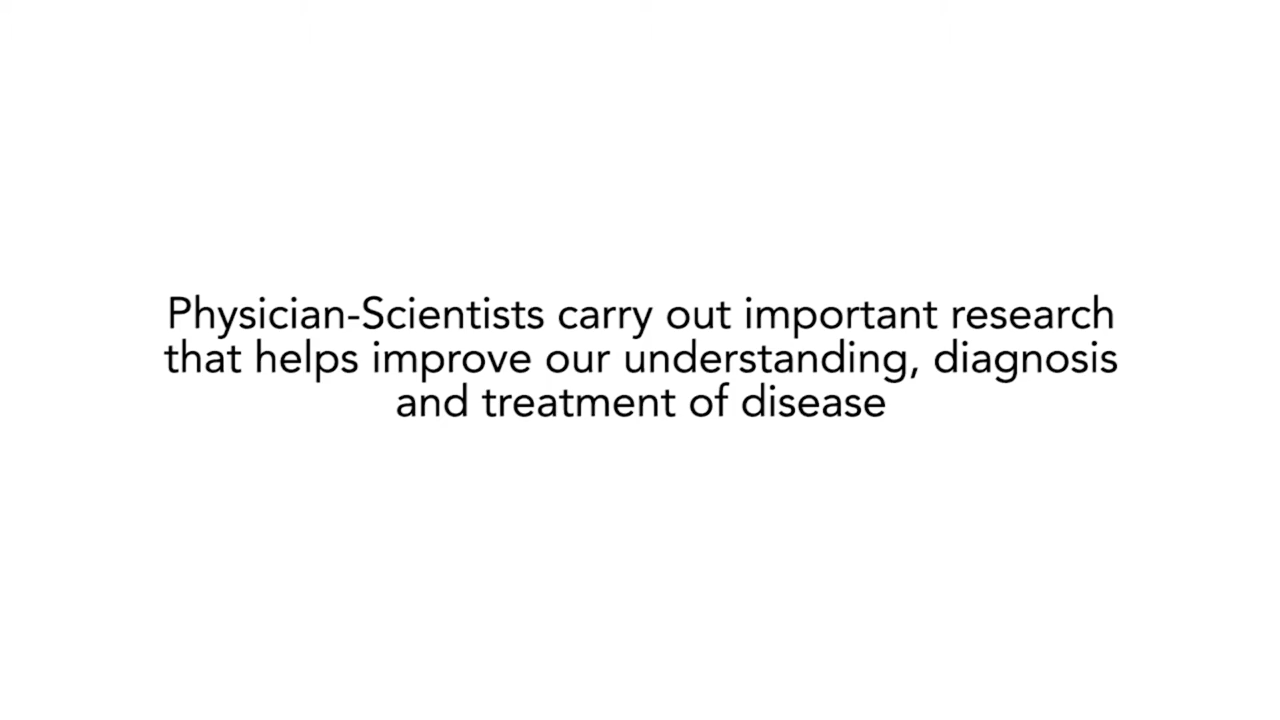 Physician-Scientists carry out important research
that helps improve our understanding, diagnosis
and treatment of disease